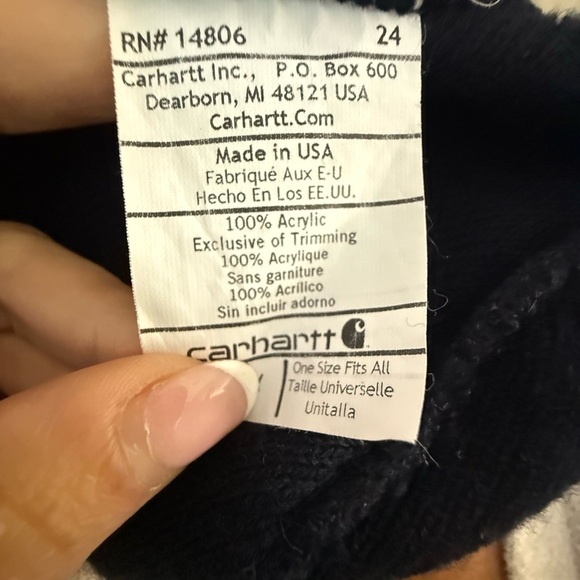 RN# 14806 24
Carhartt Inc., P.O. Box 600
Dearborn, MI 48121 USA
Carhartt.Com
Made in USA
Fabriqué Aux E-U
Hecho En Los EE.UU.
100% Acrylic
Exclusive of Trimming
100% Acrylique
Sans garniture
100% Acrílico
Sin incluir adorno
carhartt
One Size Fits All
Taille Universelle
Unitalla